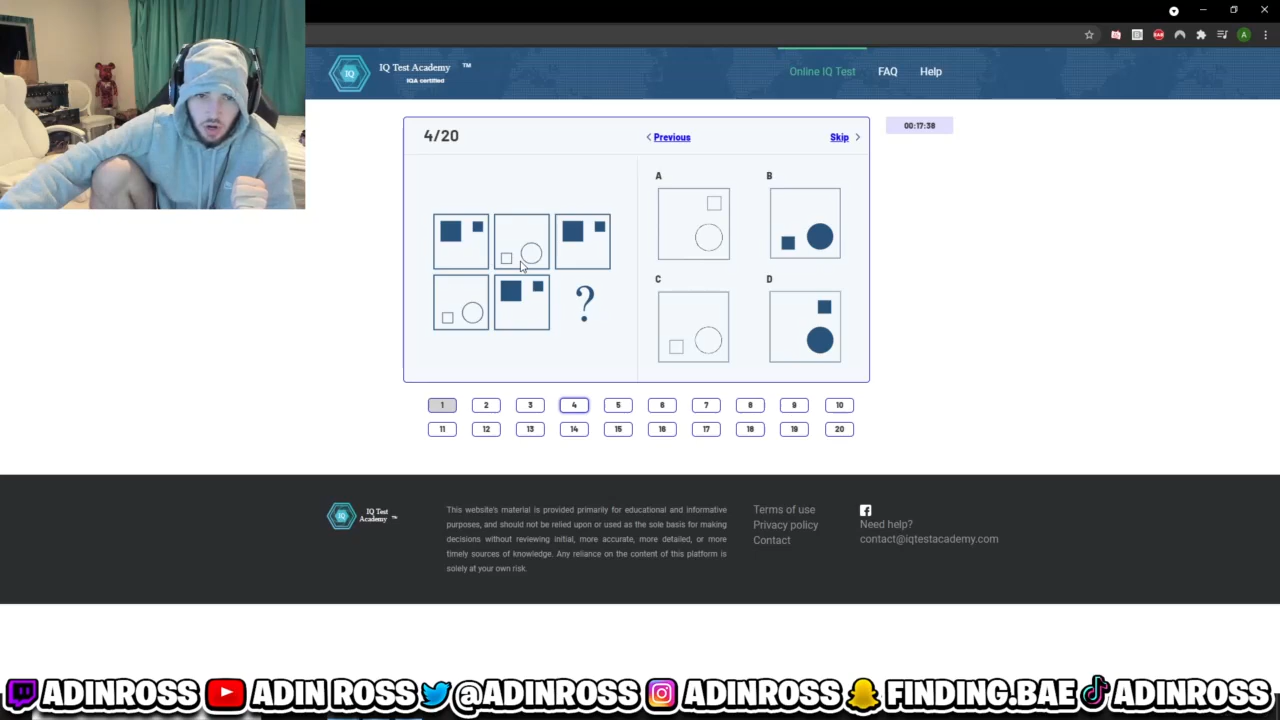 IQ Test Academy ™
IQA certified
IQ
Online IQ Test
FAQ
Help
4/20
Previous
Skip
00:17:38
A
B
?
C
D
1 2 3 4 5 6 7 8 9 10
11 12 13 14 15 16 17 18 19 20
IQ
IQ Test
Academy ™
This website's material is provided primarily for educational and informative
purposes, and should not be relied upon or used as the sole basis for making
decisions without reviewing initial, more accurate, more detailed, or more
timely sources of knowledge. Any reliance on the content of this platform is
solely at your own risk.
Terms of use
Privacy policy
Contact
Need help?
contact@iqtestacademy.com
ADINROSS ADIN ROSS @ADINROSS ADINROSS FINDING.BAE ADINROSS